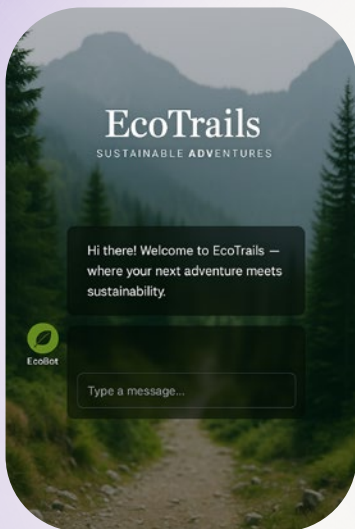 EcoTrails
SUSTAINABLE ADVENTURES
Hi there! Welcome to EcoTrails —
where your next adventure meets
sustainability.
EcoBot
Type a message...